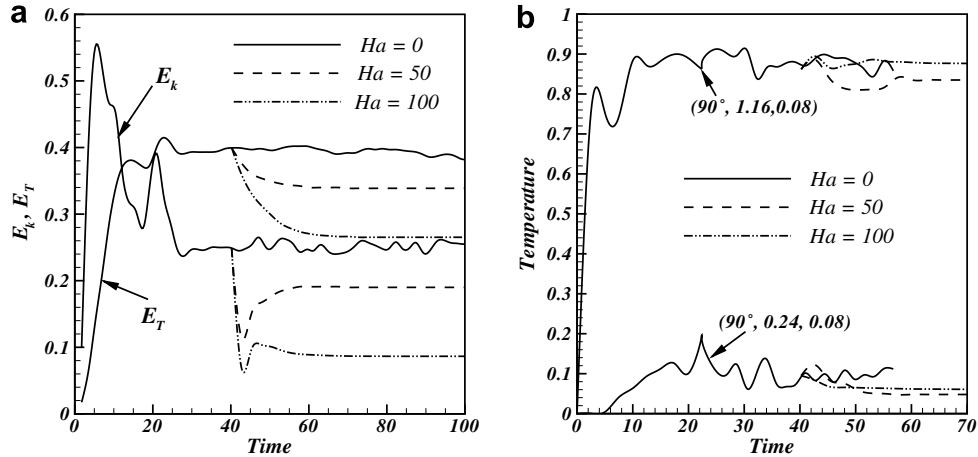 a
0.6
0.5
0.4
0.3
0.2
0.1
0
E_k, E_T
Ha = 0
Ha = 50
Ha = 100
E_k
E_T
0 20 40 60 80 100
Time
b
1
0.9
0.8
0.7
0.6
0.5
0.4
0.3
0.2
0.1
0
Temperature
(90°, 1.16,0.08)
Ha = 0
Ha = 50
Ha = 100
(90°, 0.24, 0.08)
0 10 20 30 40 50 60 70
Time